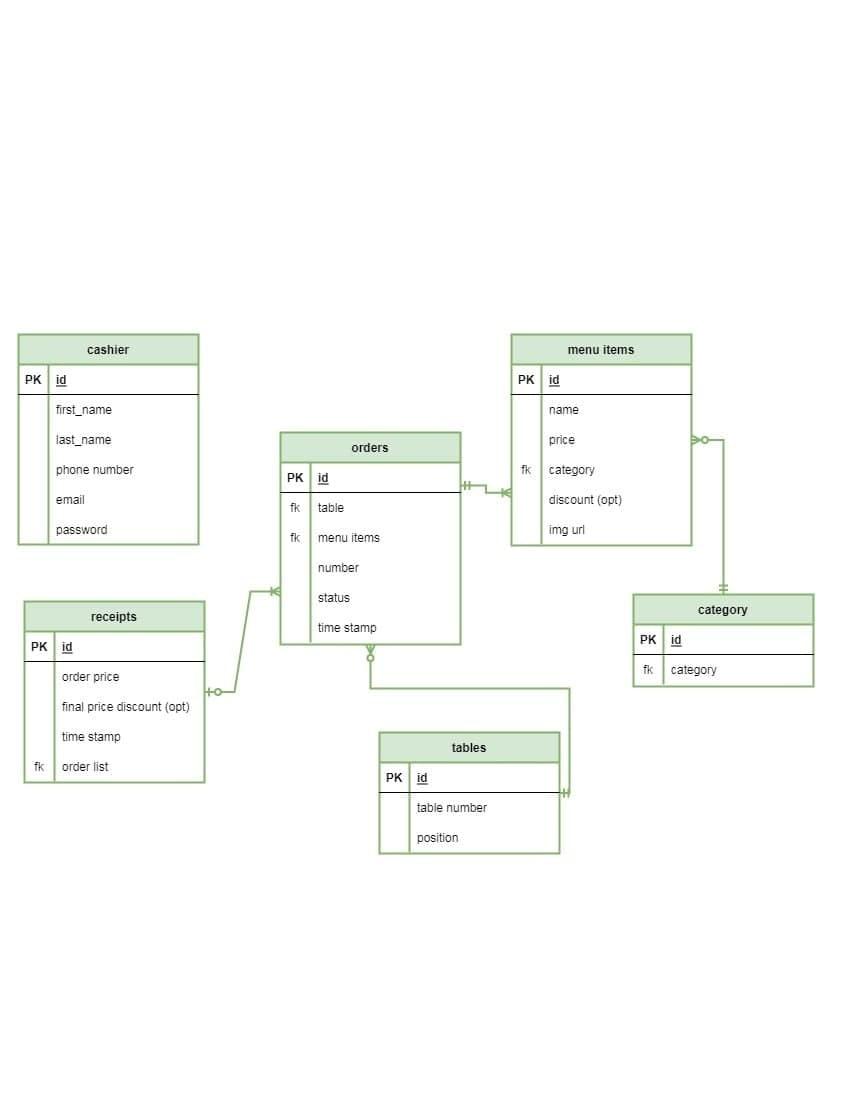 cashier
PK id
first_name
last_name
phone number
email
password
menu items
PK id
name
price
fk category
discount (opt)
img url
orders
PK id
fk table
fk menu items
number
status
time stamp
receipts
PK id
order price
final price discount (opt)
time stamp
fk order list
category
PK id
fk category
tables
PK id
table number
position